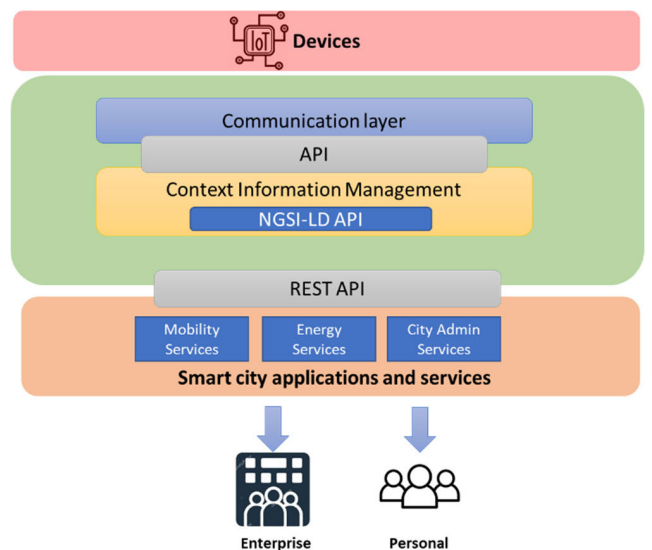 IoT
Devices
Communication layer
API
Context Information Management
NGSI-LD API
REST API
Mobility
Services
Energy
Services
City Admin
Services
Smart city applications and services
Enterprise
Personal